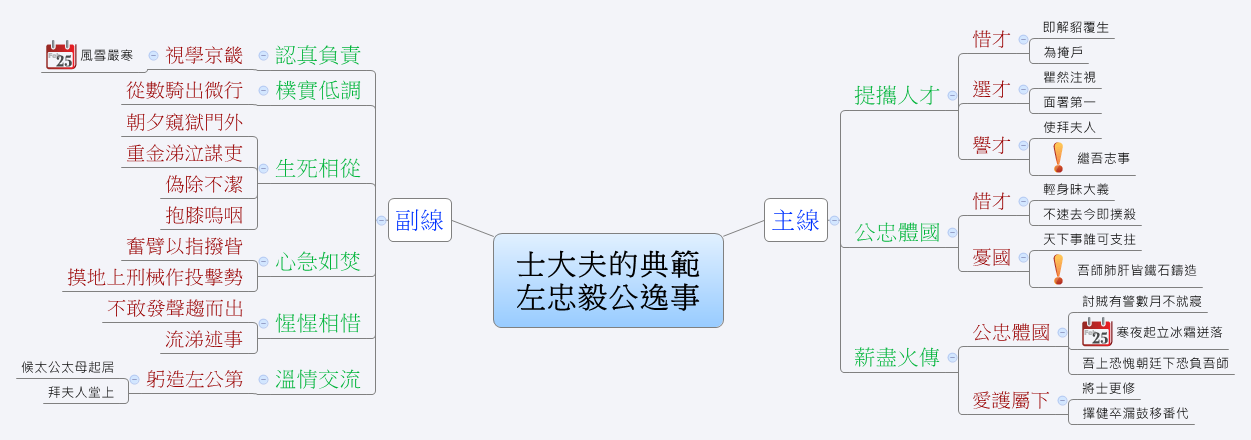 士大夫的典範
左忠毅公逸事
主線
提攜人才
惜才
即解貂覆生
為掩戶
選才
瞿然注視
面署第一
譽才
使拜夫人
繼吾志事
公忠體國
惜才
輕身昧大義
不速去今即撲殺
憂國
天下事誰可支拄
吾師肺肝皆鐵石鑄造
薪盡火傳
公忠體國
討賊有警數月不就寢
25
寒夜起立冰霜迸落
吾上恐愧朝廷下恐負吾師
愛護屬下
將士更修
擇健卒漏鼓移番代
副線
認真負責
視學京畿
25
風雪嚴寒
樸實低調
從數騎出微行
生死相從
朝夕窺獄門外
重金涕泣謀吏
偽除不潔
抱膝嗚咽
心急如焚
奮臂以指撥眥
摸地上刑械作投擊勢
惺惺相惜
不敢發聲趨而出
流涕述事
溫情交流
躬造左公第
候太公太母起居
拜夫人堂上